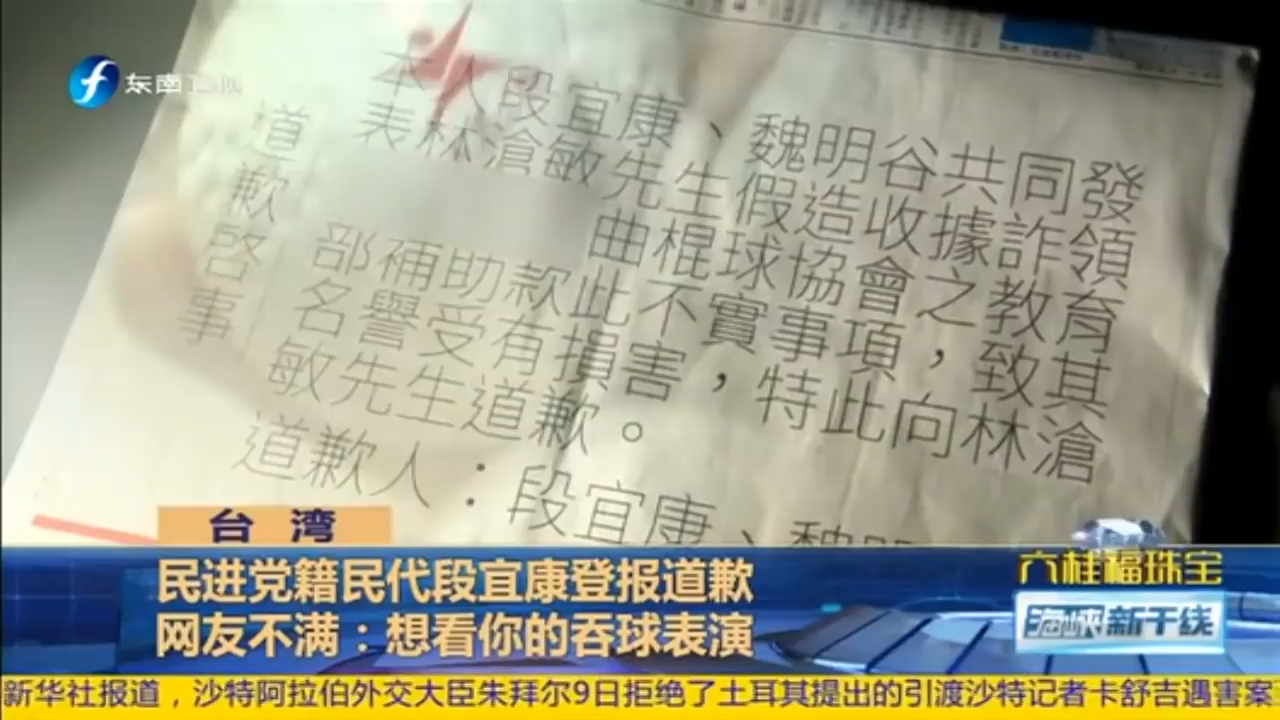 东南卫视
本人段宜康、魏明谷共同發
表林滄敏先生假造收據詐領
曲棍球協會之教育
部補助款此不實事項，致其
名譽受有損害，特此向林滄
敏先生道歉。
道歉人：段宜康、魏明
道歉啓事
台湾
民进党籍民代段宜康登报道歉
网友不满：想看你的吞球表演
六桂福珠宝
海峡新干线
新华社报道，沙特阿拉伯外交大臣朱拜尔9日拒绝了土耳其提出的引渡沙特记者卡舒吉遇害案